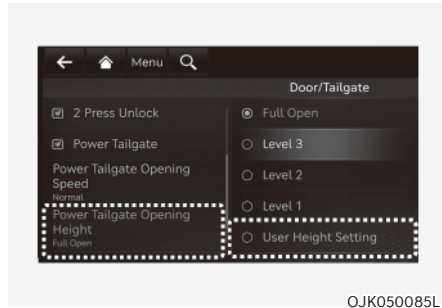 Menu
Door/Tailgate
2 Press Unlock
Power Tailgate
Power Tailgate Opening
Speed
Normal
Power Tailgate Opening
Height
Full Open
Full Open
Level 3
Level 2
Level 1
User Height Setting
OJK050085L